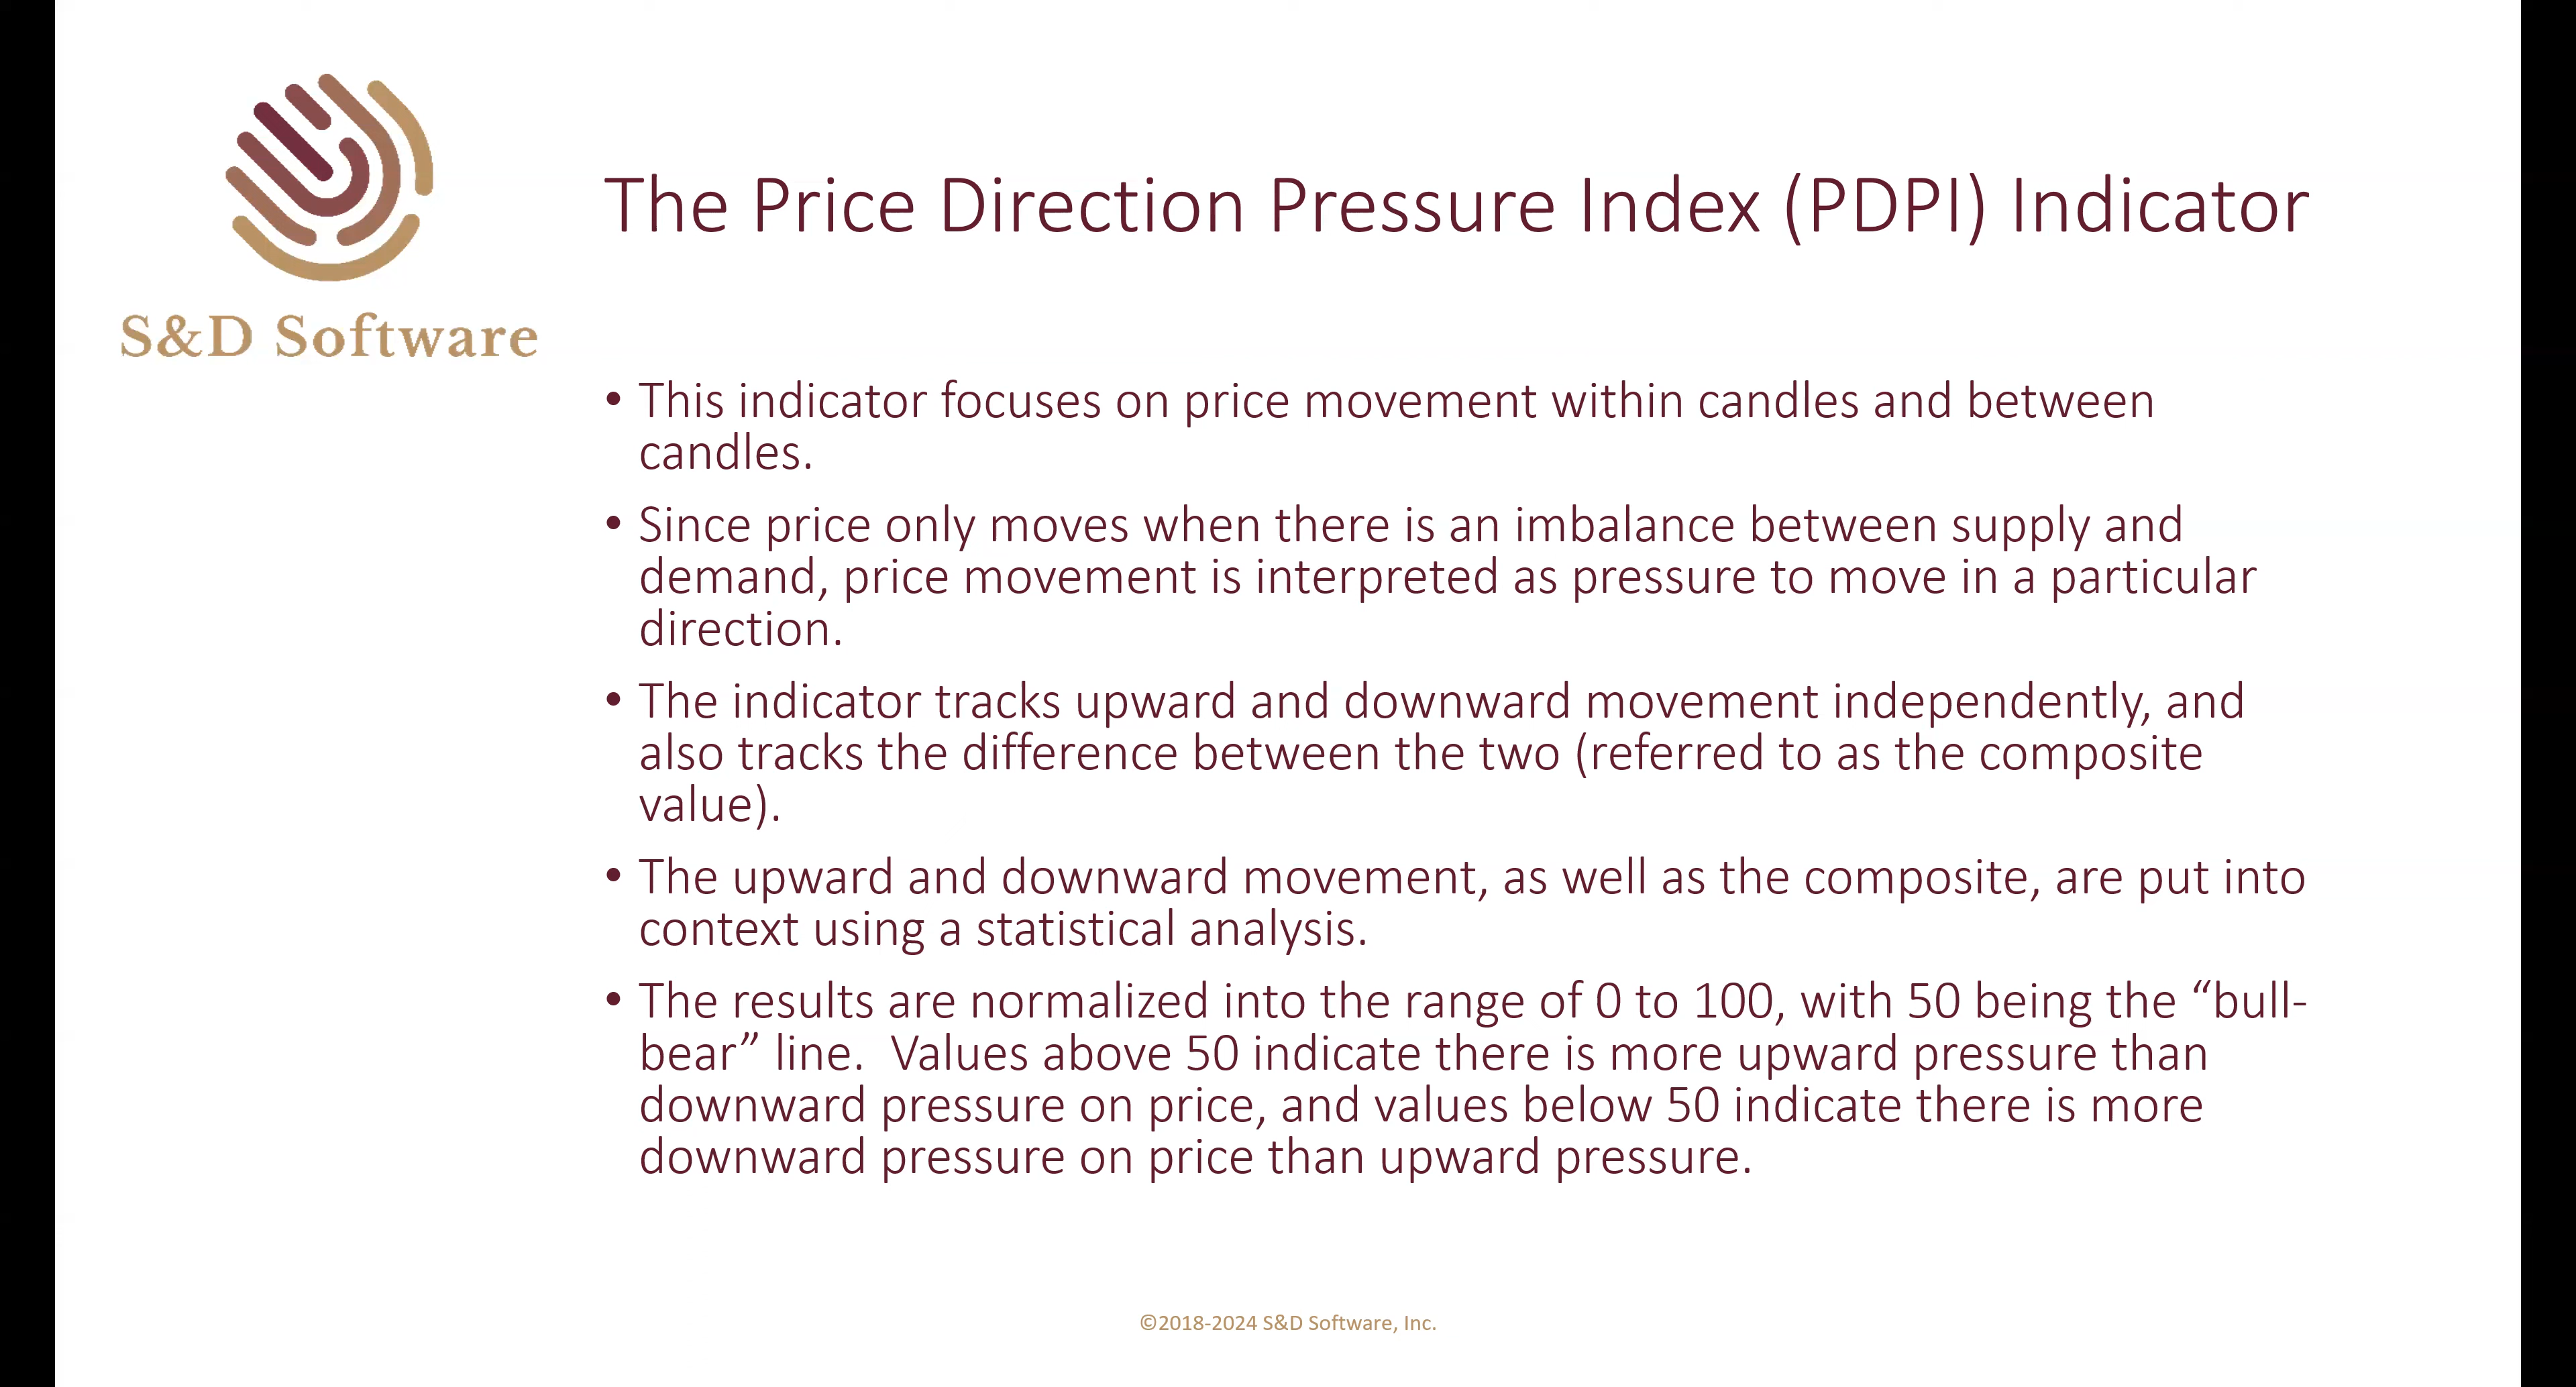 S&D Software
The Price Direction Pressure Index (PDPI) Indicator
• This indicator focuses on price movement within candles and between
candles.
• Since price only moves when there is an imbalance between supply and
demand, price movement is interpreted as pressure to move in a particular
direction.
• The indicator tracks upward and downward movement independently, and
also tracks the difference between the two (referred to as the composite
value).
• The upward and downward movement, as well as the composite, are put into
context using a statistical analysis.
• The results are normalized into the range of 0 to 100, with 50 being the “bull-
bear” line.  Values above 50 indicate there is more upward pressure than
downward pressure on price, and values below 50 indicate there is more
downward pressure on price than upward pressure.
©2018-2024 S&D Software, Inc.